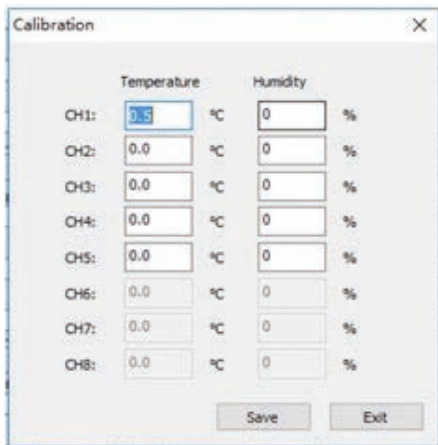 Calibration
Temperature Humidity
CH1: 0.5 ℃ 0 %
CH2: 0.0 ℃ 0 %
CH3: 0.0 ℃ 0 %
CH4: 0.0 ℃ 0 %
CH5: 0.0 ℃ 0 %
CH6: 0.0 ℃ 0 %
CH7: 0.0 ℃ 0 %
CH8: 0.0 ℃ 0 %
Save Exit